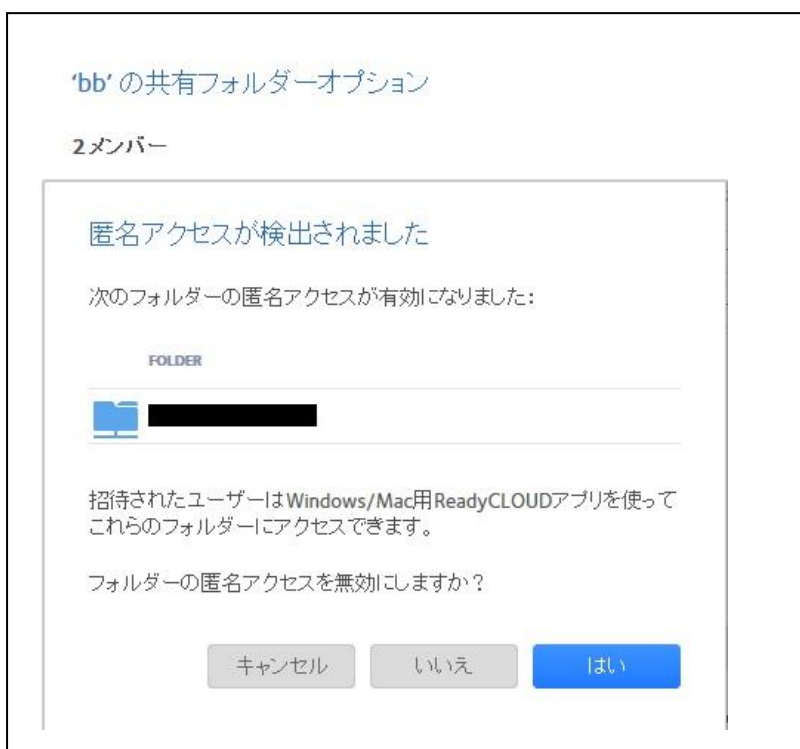 ‘bb’ の共有フォルダーオプション
2メンバー
匿名アクセスが検出されました
次のフォルダーの匿名アクセスが有効になりました:
FOLDER
招待されたユーザーはWindows/Mac用ReadyCLOUDアプリを使って
これらのフォルダーにアクセスできます。
フォルダーの匿名アクセスを無効にしますか？
キャンセル
いいえ
はい